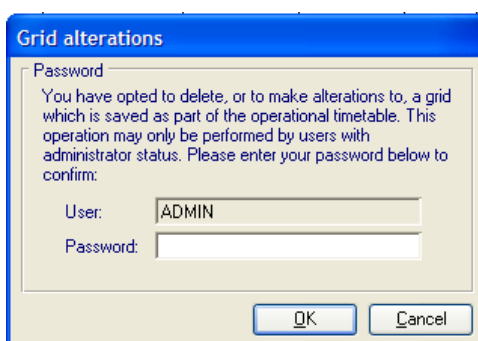 Grid alterations
Password
You have opted to delete, or to make alterations to, a grid
which is saved as part of the operational timetable. This
operation may only be performed by users with
administrator status. Please enter your password below to
confirm:
User: ADMIN
Password:
OK Cancel